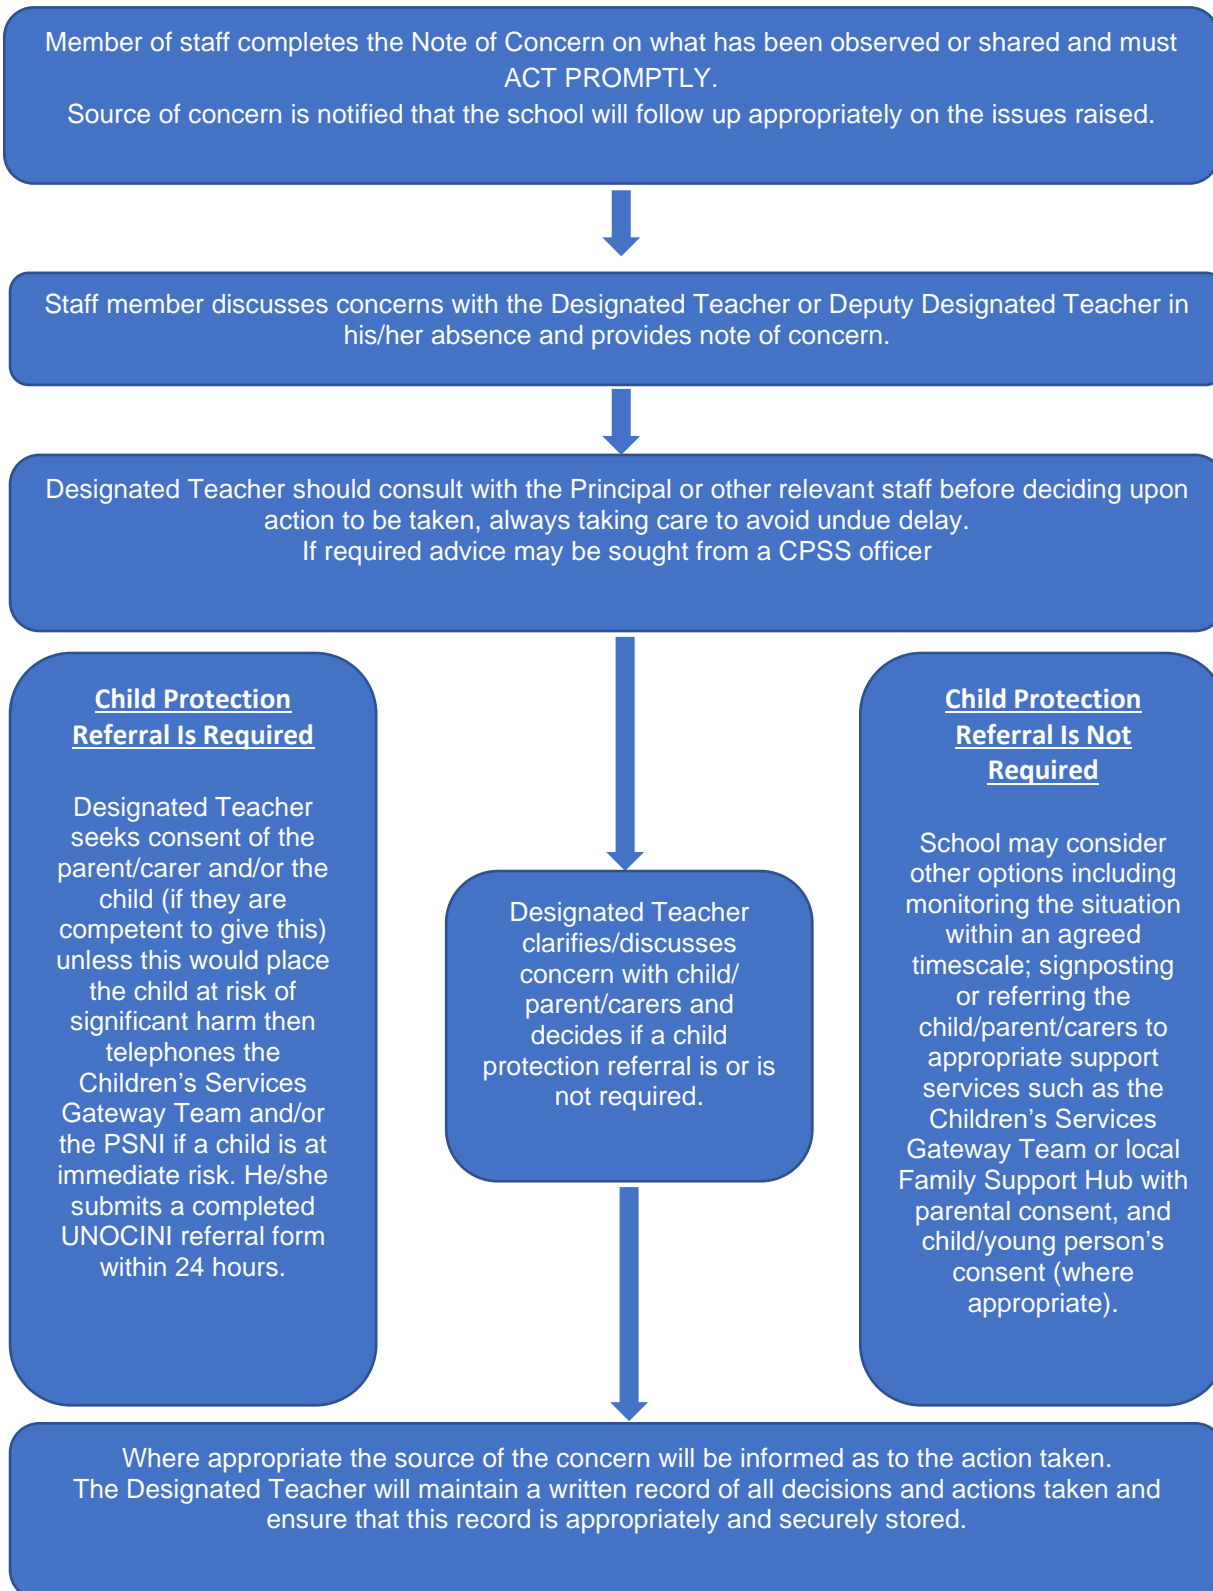 Member of staff completes the Note of Concern on what has been observed or shared and must
ACT PROMPTLY.
Source of concern is notified that the school will follow up appropriately on the issues raised.
Staff member discusses concerns with the Designated Teacher or Deputy Designated Teacher in
his/her absence and provides note of concern.
Designated Teacher should consult with the Principal or other relevant staff before deciding upon
action to be taken, always taking care to avoid undue delay.
If required advice may be sought from a CPSS officer
Child Protection
Referral Is Required
Designated Teacher
seeks consent of the
parent/carer and/or the
child (if they are
competent to give this)
unless this would place
the child at risk of
significant harm then
telephones the
Children’s Services
Gateway Team and/or
the PSNI if a child is at
immediate risk. He/she
submits a completed
UNOCINI referral form
within 24 hours.
Designated Teacher
clarifies/discusses
concern with child/
parent/carers and
decides if a child
protection referral is or is
not required.
Child Protection
Referral Is Not
Required
School may consider
other options including
monitoring the situation
within an agreed
timescale; signposting
or referring the
child/parent/carers to
appropriate support
services such as the
Children’s Services
Gateway Team or local
Family Support Hub with
parental consent, and
child/young person’s
consent (where
appropriate).
Where appropriate the source of the concern will be informed as to the action taken.
The Designated Teacher will maintain a written record of all decisions and actions taken and
ensure that this record is appropriately and securely stored.